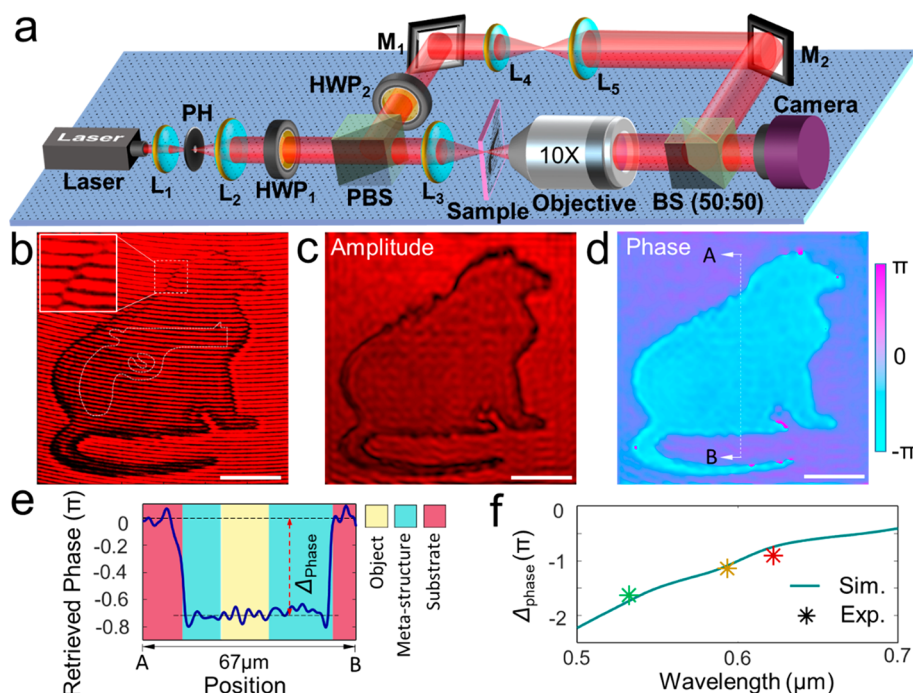 a
M1
M2
HWP2
L4
L5
Camera
PH
Laser
Laser
L1
L2
HWP1
PBS
L3
Sample
10X
Objective
BS (50:50)
b
c
Amplitude
d
Phase
A
B
π
0
-π
e
Retrieved Phase (π)
0
-0.2
-0.4
-0.6
-0.8
ΔPhase
A
67μm
B
Position
Object
Meta-structure
Substrate
f
Δphase (π)
0
-1
-2
Sim.
Exp.
0.5
0.6
0.7
Wavelength (μm)